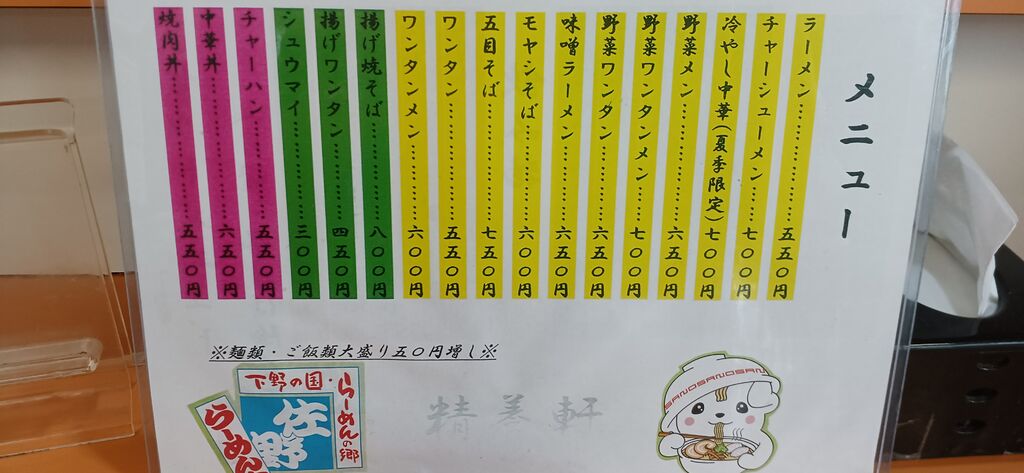 メニュー
ラーメン‥‥‥‥‥‥五五〇円
チャーシューメン‥‥‥七〇〇円
冷やし中華(夏季限定)七〇〇円
野菜メン‥‥‥‥‥‥六五〇円
野菜ワンタンメン‥‥‥七〇〇円
野菜ワンタン‥‥‥‥六五〇円
味噌ラーメン‥‥‥‥六五〇円
モヤシそば‥‥‥‥‥六〇〇円
五目そば‥‥‥‥‥‥七五〇円
ワンタン‥‥‥‥‥‥五五〇円
ワンタンメン‥‥‥‥六〇〇円
揚げ焼そば‥‥‥‥‥八〇〇円
揚げワンタン‥‥‥‥四五〇円
シュウマイ‥‥‥‥‥三〇〇円
チャーハン‥‥‥‥‥五五〇円
中華丼‥‥‥‥‥‥‥六五〇円
焼肉丼‥‥‥‥‥‥‥五五〇円
※麺類・ご飯類大盛り五〇円増し※
下野の国・らーめんの郷
佐野
らーめん
精養軒
SANOSANOSANO